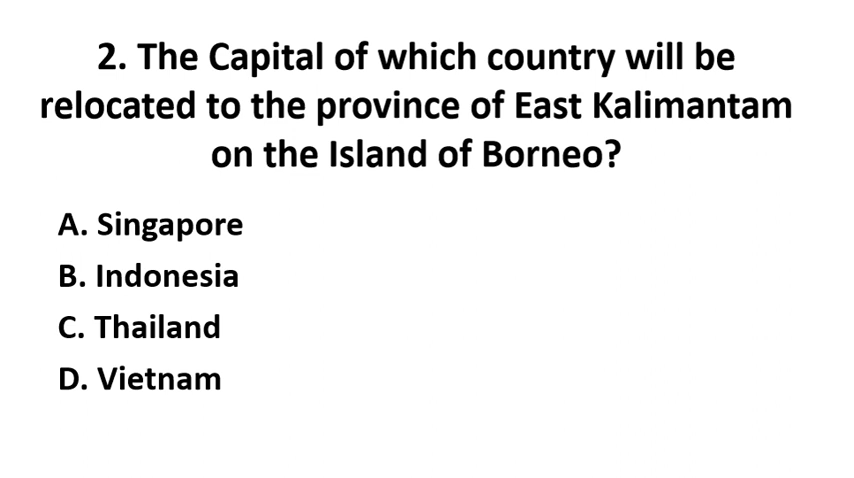 2. The Capital of which country will be
relocated to the province of East Kalimantam
on the Island of Borneo?
A. Singapore
B. Indonesia
C. Thailand
D. Vietnam